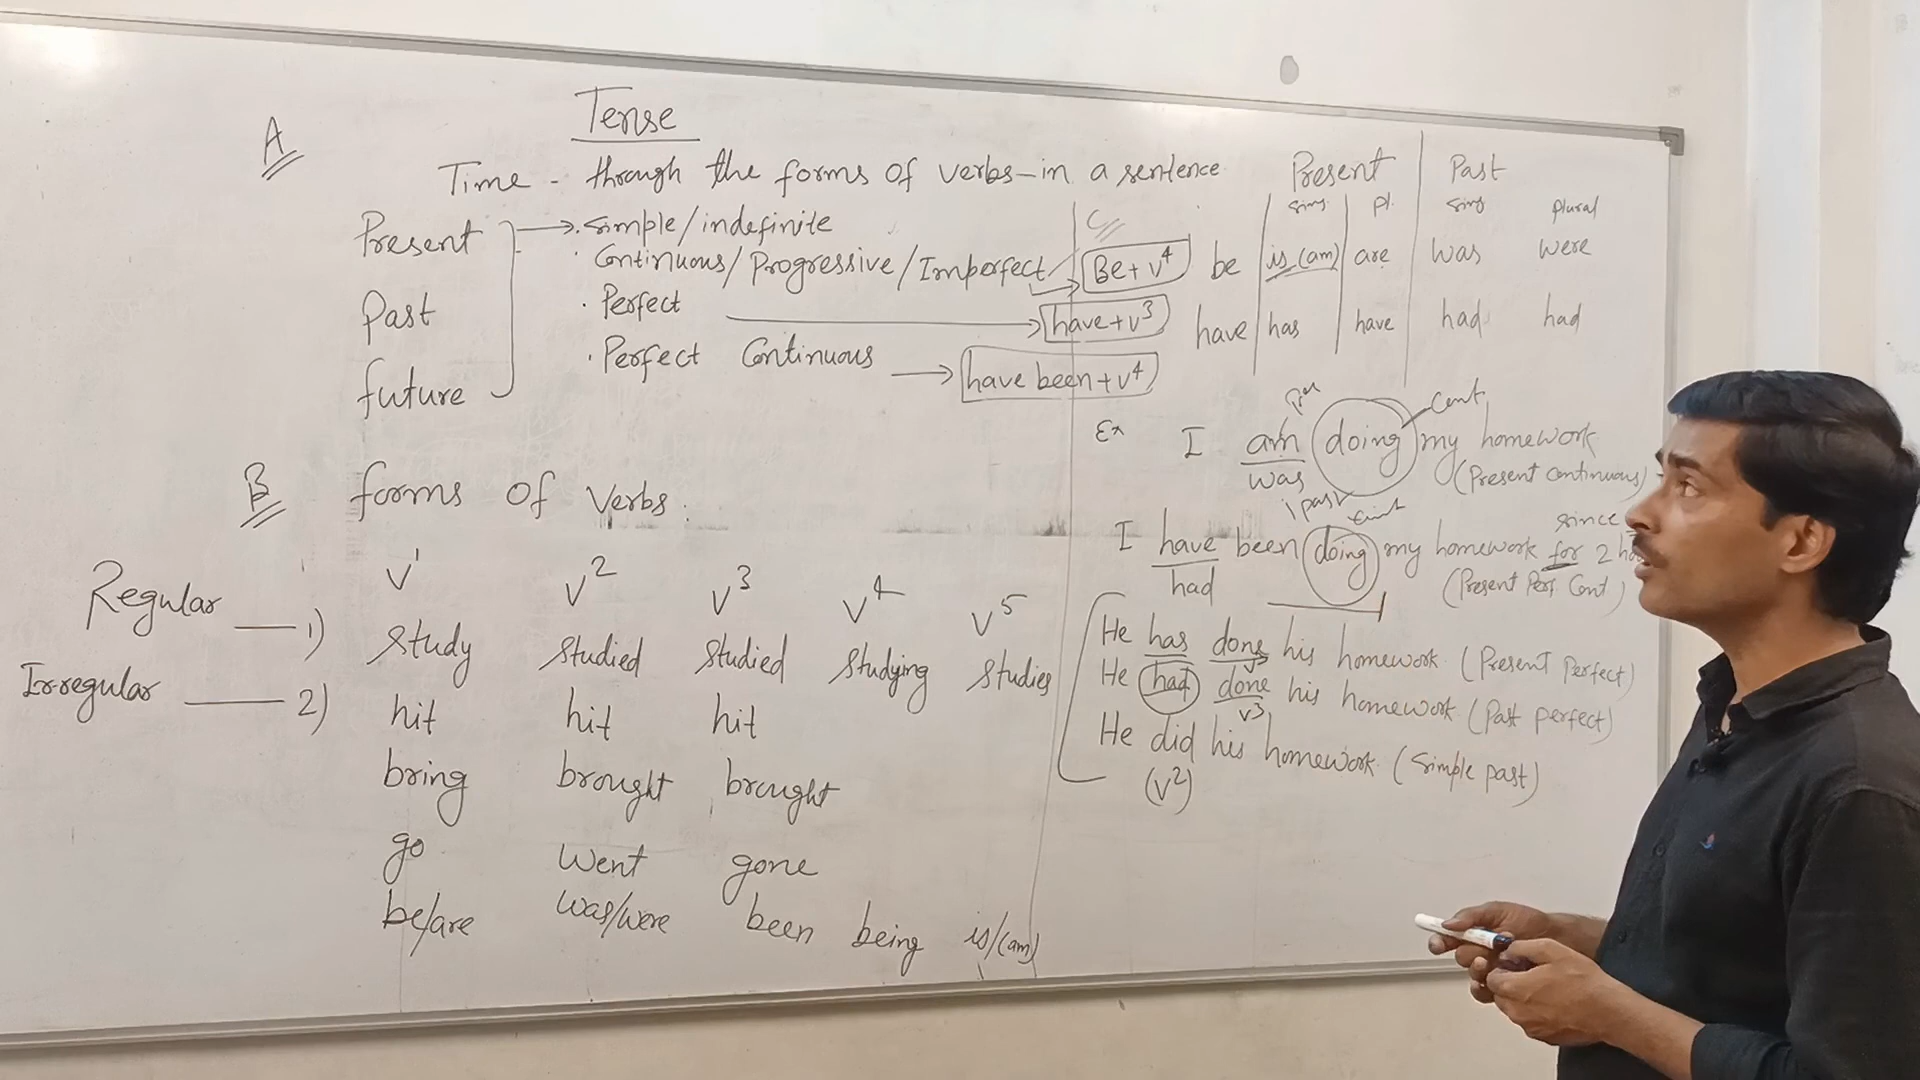 Tense
A
Time - through the forms of verbs - in a sentence
Present
Past
future
simple/indefinite
Continuous/Progressive/Imperfect
Perfect
Perfect Continuous
C
Be + V4
have + V3
have been + V4
Present Past
sing. pl. sing plural
be is (am) are was were
have has have had had
Ex
I am doing my homework
was
(Present Continuous)
Cont.
past
since
I have been doing my homework for 2
had
(Present Perf. Cont)
He has done his homework. (Present perfect)
He had done his homework. (Past perfect)
V3
He did his homework. (Simple past)
(V2)
B forms of verbs:
V1 V2 V3 V4 V5
Regular 1) study studied studied studying studies
Irregular 2) hit hit hit
bring brought brought
go went gone
be/are was/were been being is/(am)